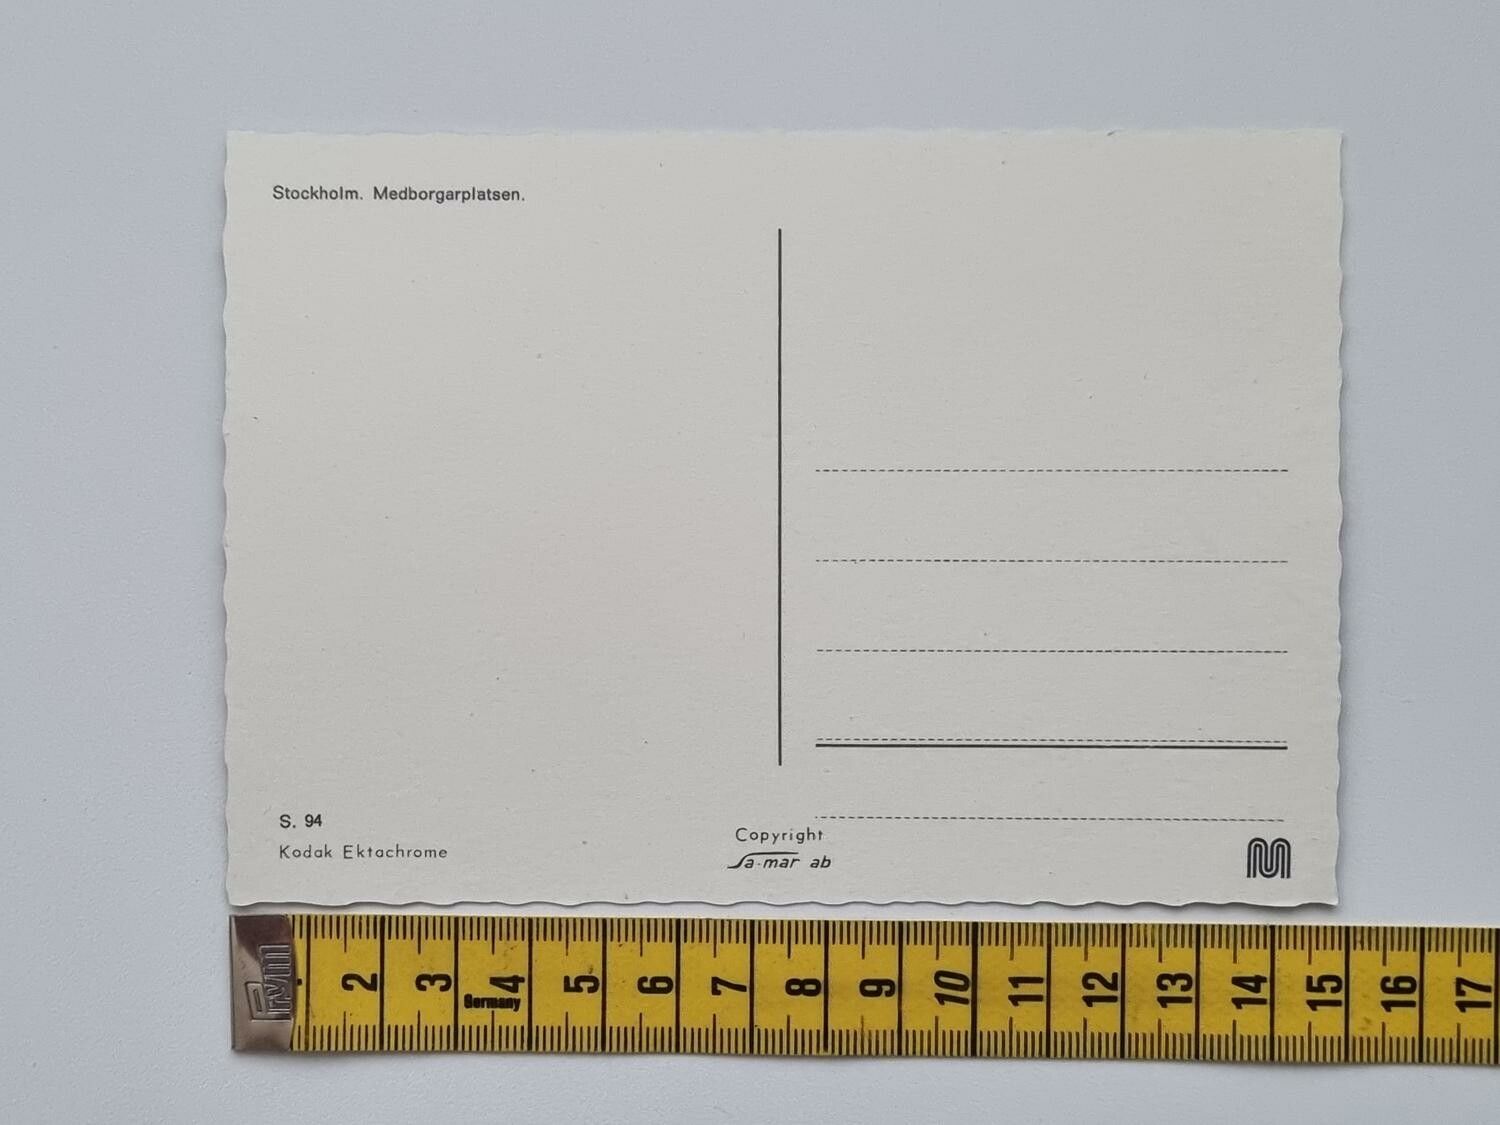 Stockholm. Medborgarplatsen.
S. 94
Kodak Ektachrome
Copyright
Sa-mar ab
M
Prym
2 3 4 5 6 7 8 9 10 11 12 13 14 15 16 17
Germany